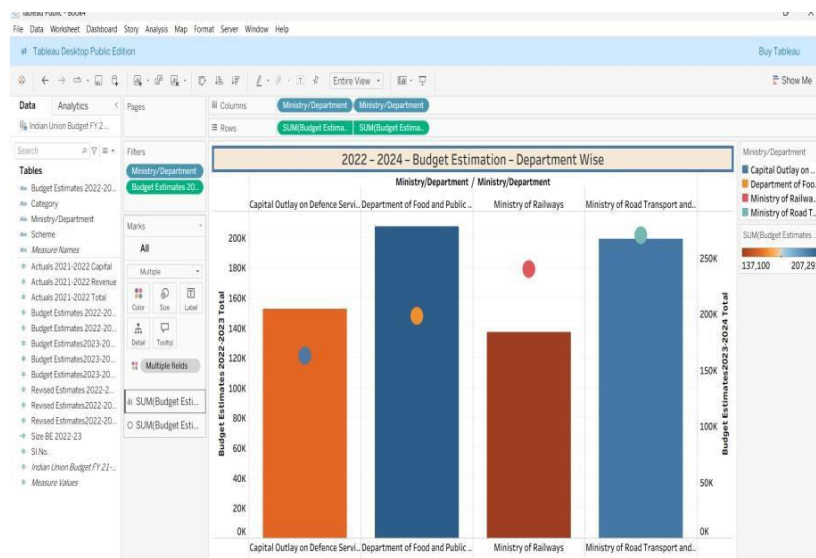 Tableau Public - Book4
File Data Worksheet Dashboard Story Analysis Map Format Server Window Help
Tableau Desktop Public Edition
Buy Tableau
Entire View
Show Me
Data Analytics
Pages
Columns
Ministry/Department Ministry/Department
Indian Union Budget FY 2...
Rows
SUM(Budget Estima.. SUM(Budget Estima..
Search
Tables
Abc Budget Estimates 2022-20...
Abc Category
Abc Ministry/Department
Abc Scheme
Abc Measure Names
# Actuals 2021-2022 Capital
# Actuals 2021-2022 Revenue
# Actuals 2021-2022 Total
# Budget Estimates 2022-20...
# Budget Estimates 2022-20...
# Budget Estimates2023-20...
# Budget Estimates2023-20...
# Budget Estimates2023-20...
# Revised Estimates 2022-2...
# Revised Estimates2022-20...
# Revised Estimates2022-20...
Size BE 2022-23
# Sl.No.
# Indian Union Budget FY 21-...
# Measure Values
Filters
Ministry/Department
Budget Estimates 20..
Marks
All
Multiple
Color Size Label
Detail Tooltip
Multiple fields
SUM(Budget Esti...
SUM(Budget Esti...
2022 – 2024 – Budget Estimation – Department Wise
Ministry/Department / Ministry/Department
Capital Outlay on Defence Servi.. Department of Food and Public .. Ministry of Railways Ministry of Road Transport and..
Budget Estimates 2022-2023 Total
200K
180K
160K
140K
120K
100K
80K
60K
40K
20K
0K
250K
200K
150K
100K
50K
0K
Budget Estimates2023-2024 Total
Capital Outlay on Defence Servi.. Department of Food and Public .. Ministry of Railways Ministry of Road Transport and..
Ministry/Department
Capital Outlay on ..
Department of Foo..
Ministry of Railwa..
Ministry of Road T..
SUM(Budget Estimates ..
137,100 207,29